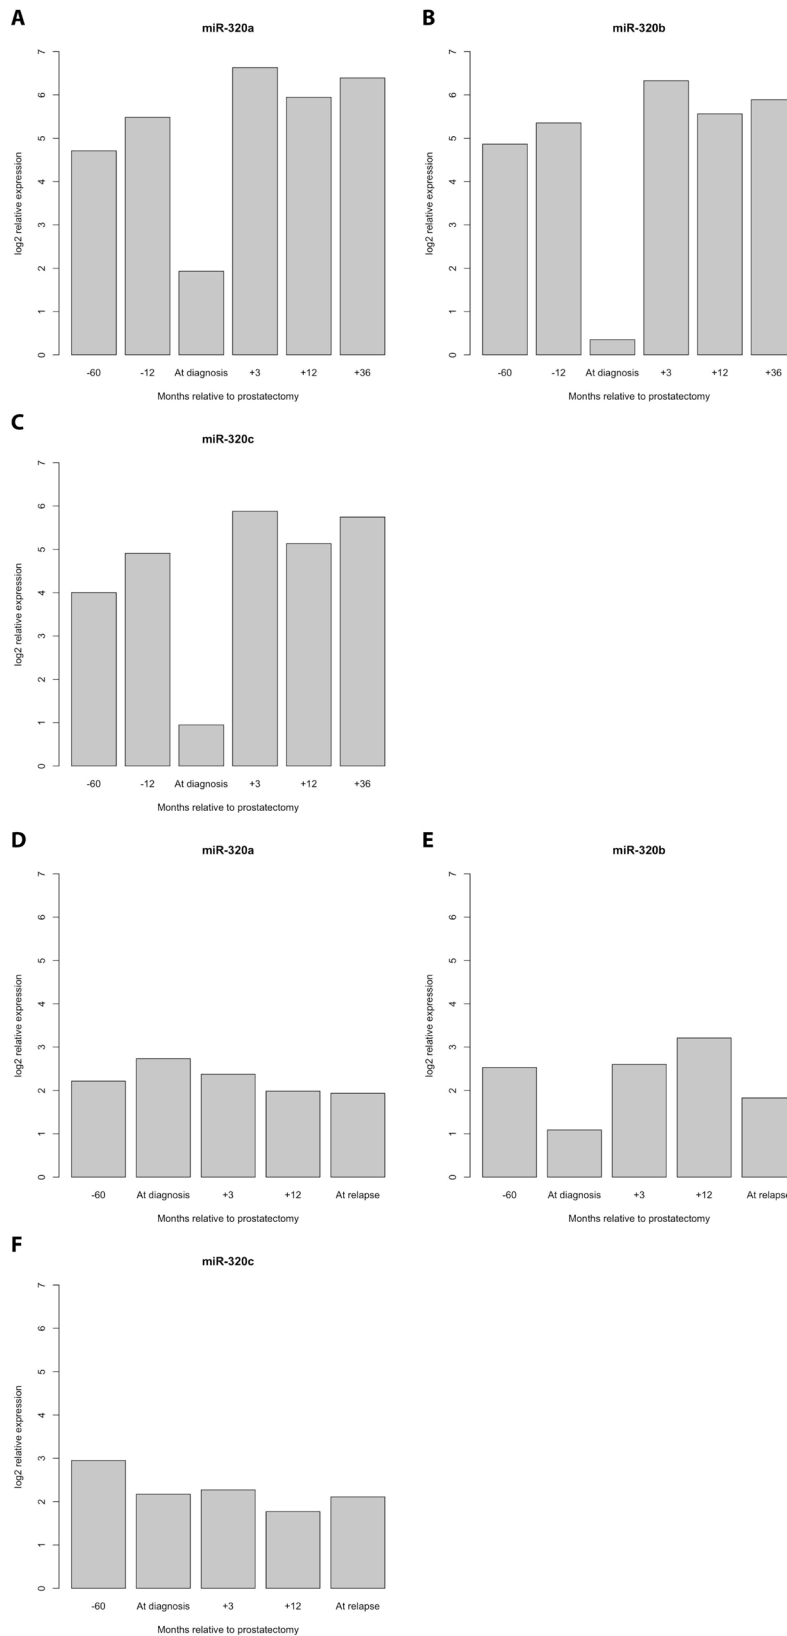 A
miR-320a
log2 relative expression
7
6
5
4
3
2
1
0
-60 -12 At diagnosis +3 +12 +36
Months relative to prostatectomy
B
miR-320b
log2 relative expression
7
6
5
4
3
2
1
0
-60 -12 At diagnosis +3 +12 +36
Months relative to prostatectomy
C
miR-320c
log2 relative expression
7
6
5
4
3
2
1
0
-60 -12 At diagnosis +3 +12 +36
Months relative to prostatectomy
D
miR-320a
log2 relative expression
7
6
5
4
3
2
1
0
-60 At diagnosis +3 +12 At relapse
Months relative to prostatectomy
E
miR-320b
log2 relative expression
7
6
5
4
3
2
1
0
-60 At diagnosis +3 +12 At relapse
Months relative to prostatectomy
F
miR-320c
log2 relative expression
7
6
5
4
3
2
1
0
-60 At diagnosis +3 +12 At relapse
Months relative to prostatectomy